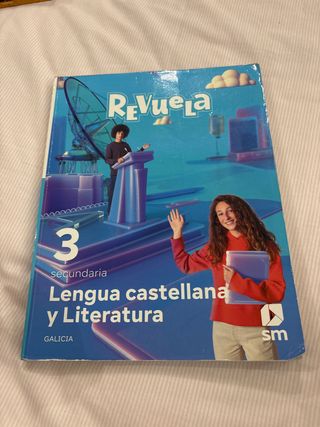 REVUELA
3
secundaria
Lengua castellana
y Literatura
GALICIA
sm